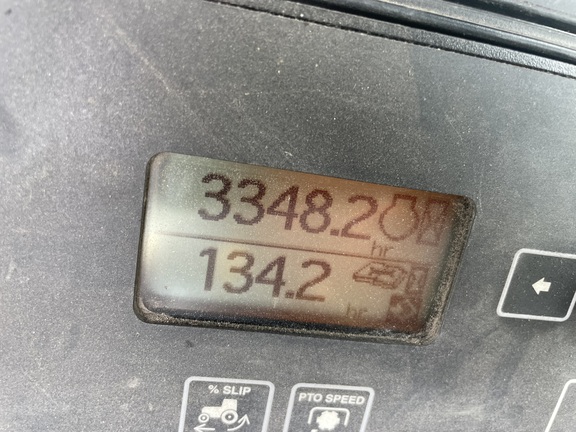 3348.2
hr
134.2
hr
% SLIP
PTO SPEED